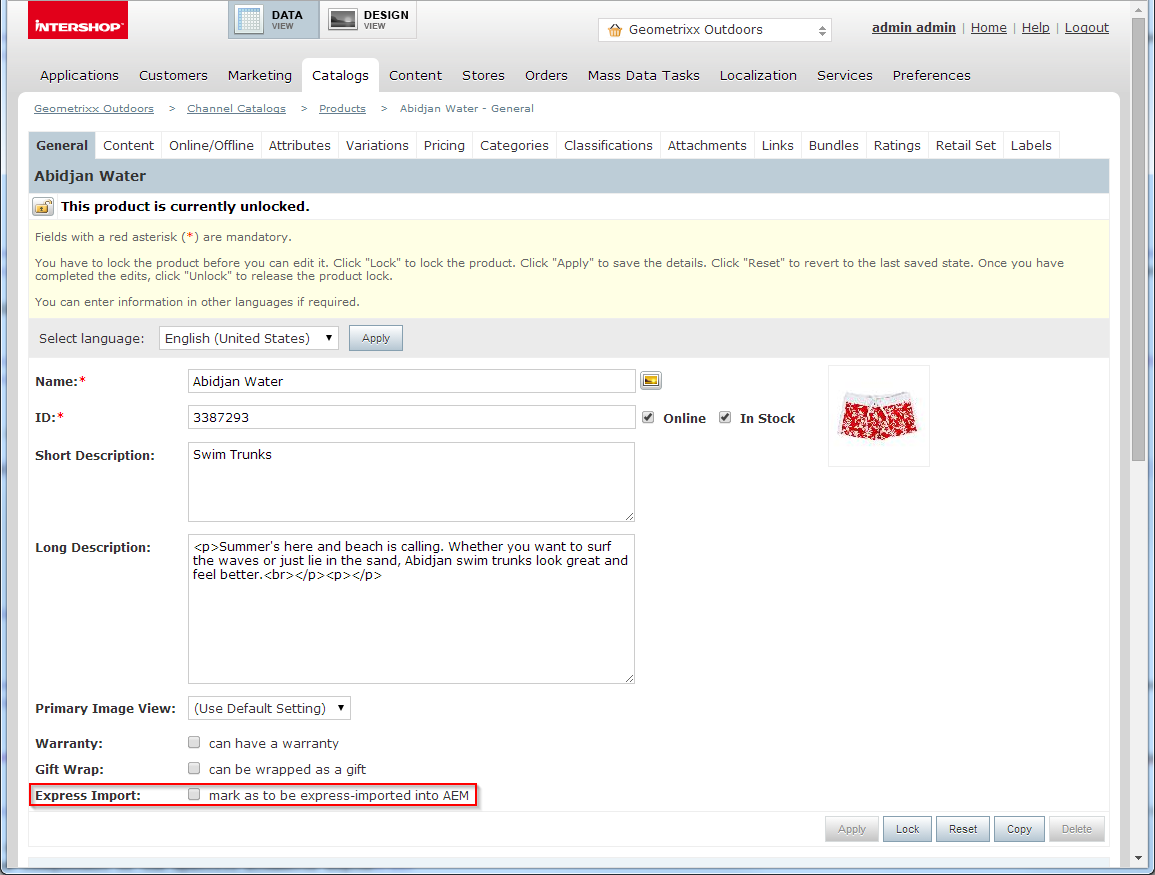 INTERSHOP
DATA VIEW
DESIGN VIEW
Geometrixx Outdoors
admin admin | Home | Help | Logout
Applications Customers Marketing Catalogs Content Stores Orders Mass Data Tasks Localization Services Preferences
Geometrixx Outdoors > Channel Catalogs > Products > Abidjan Water - General
General Content Online/Offline Attributes Variations Pricing Categories Classifications Attachments Links Bundles Ratings Retail Set Labels
Abidjan Water
This product is currently unlocked.
Fields with a red asterisk (*) are mandatory.
You have to lock the product before you can edit it. Click "Lock" to lock the product. Click "Apply" to save the details. Click "Reset" to revert to the last saved state. Once you have
completed the edits, click "Unlock" to release the product lock.
You can enter information in other languages if required.
Select language: English (United States) Apply
Name:* Abidjan Water
ID:* 3387293 Online In Stock
Short Description: Swim Trunks
Long Description: <p>Summer's here and beach is calling. Whether you want to surf
the waves or just lie in the sand, Abidjan swim trunks look great and
feel better.<br></p><p></p>
Primary Image View: (Use Default Setting)
Warranty: can have a warranty
Gift Wrap: can be wrapped as a gift
Express Import: mark as to be express-imported into AEM
Apply Lock Reset Copy Delete